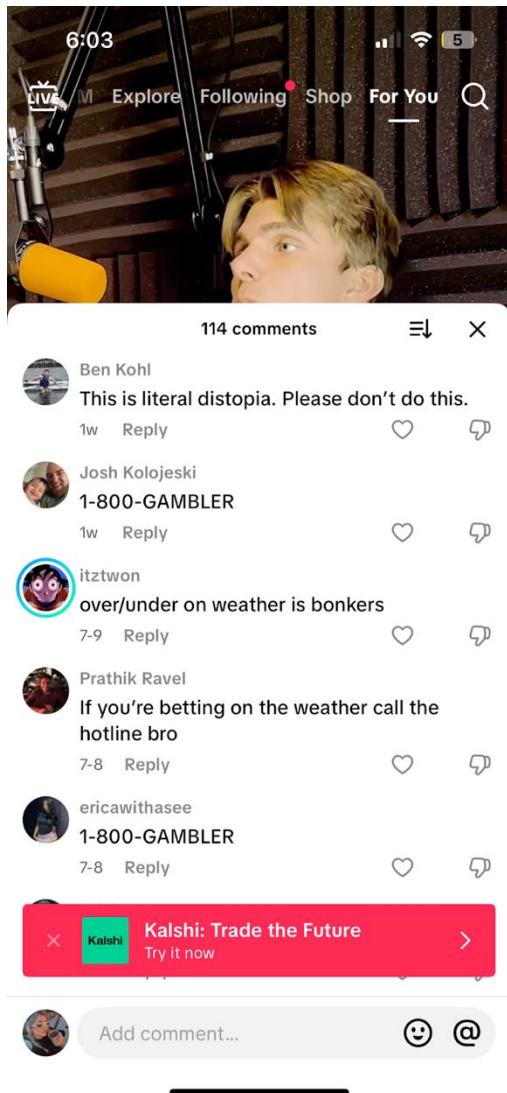 6:03
5
LIVE M Explore Following Shop For You
114 comments
Ben Kohl
This is literal distopia. Please don't do this.
1w Reply
Josh Kolojeski
1-800-GAMBLER
1w Reply
itztwon
over/under on weather is bonkers
7-9 Reply
Prathik Ravel
If you're betting on the weather call the
hotline bro
7-8 Reply
ericawithasee
1-800-GAMBLER
7-8 Reply
Kalshi
Kalshi: Trade the Future
Try it now
Add comment... @